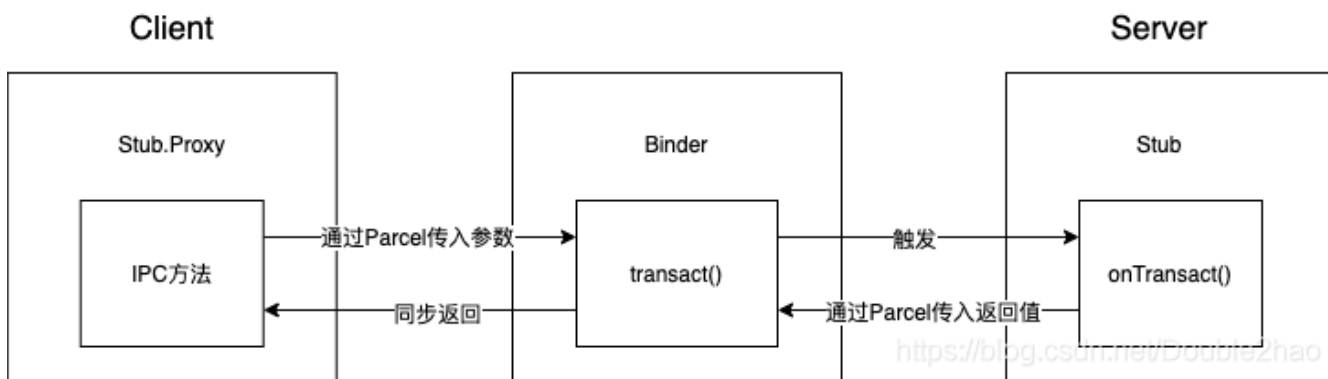 Client
Server
Stub.Proxy
Binder
Stub
通过Parcel传入参数
触发
IPC方法
transact()
onTransact()
同步返回
通过Parcel传入返回值
https://blog.csdn.net/Double2hao